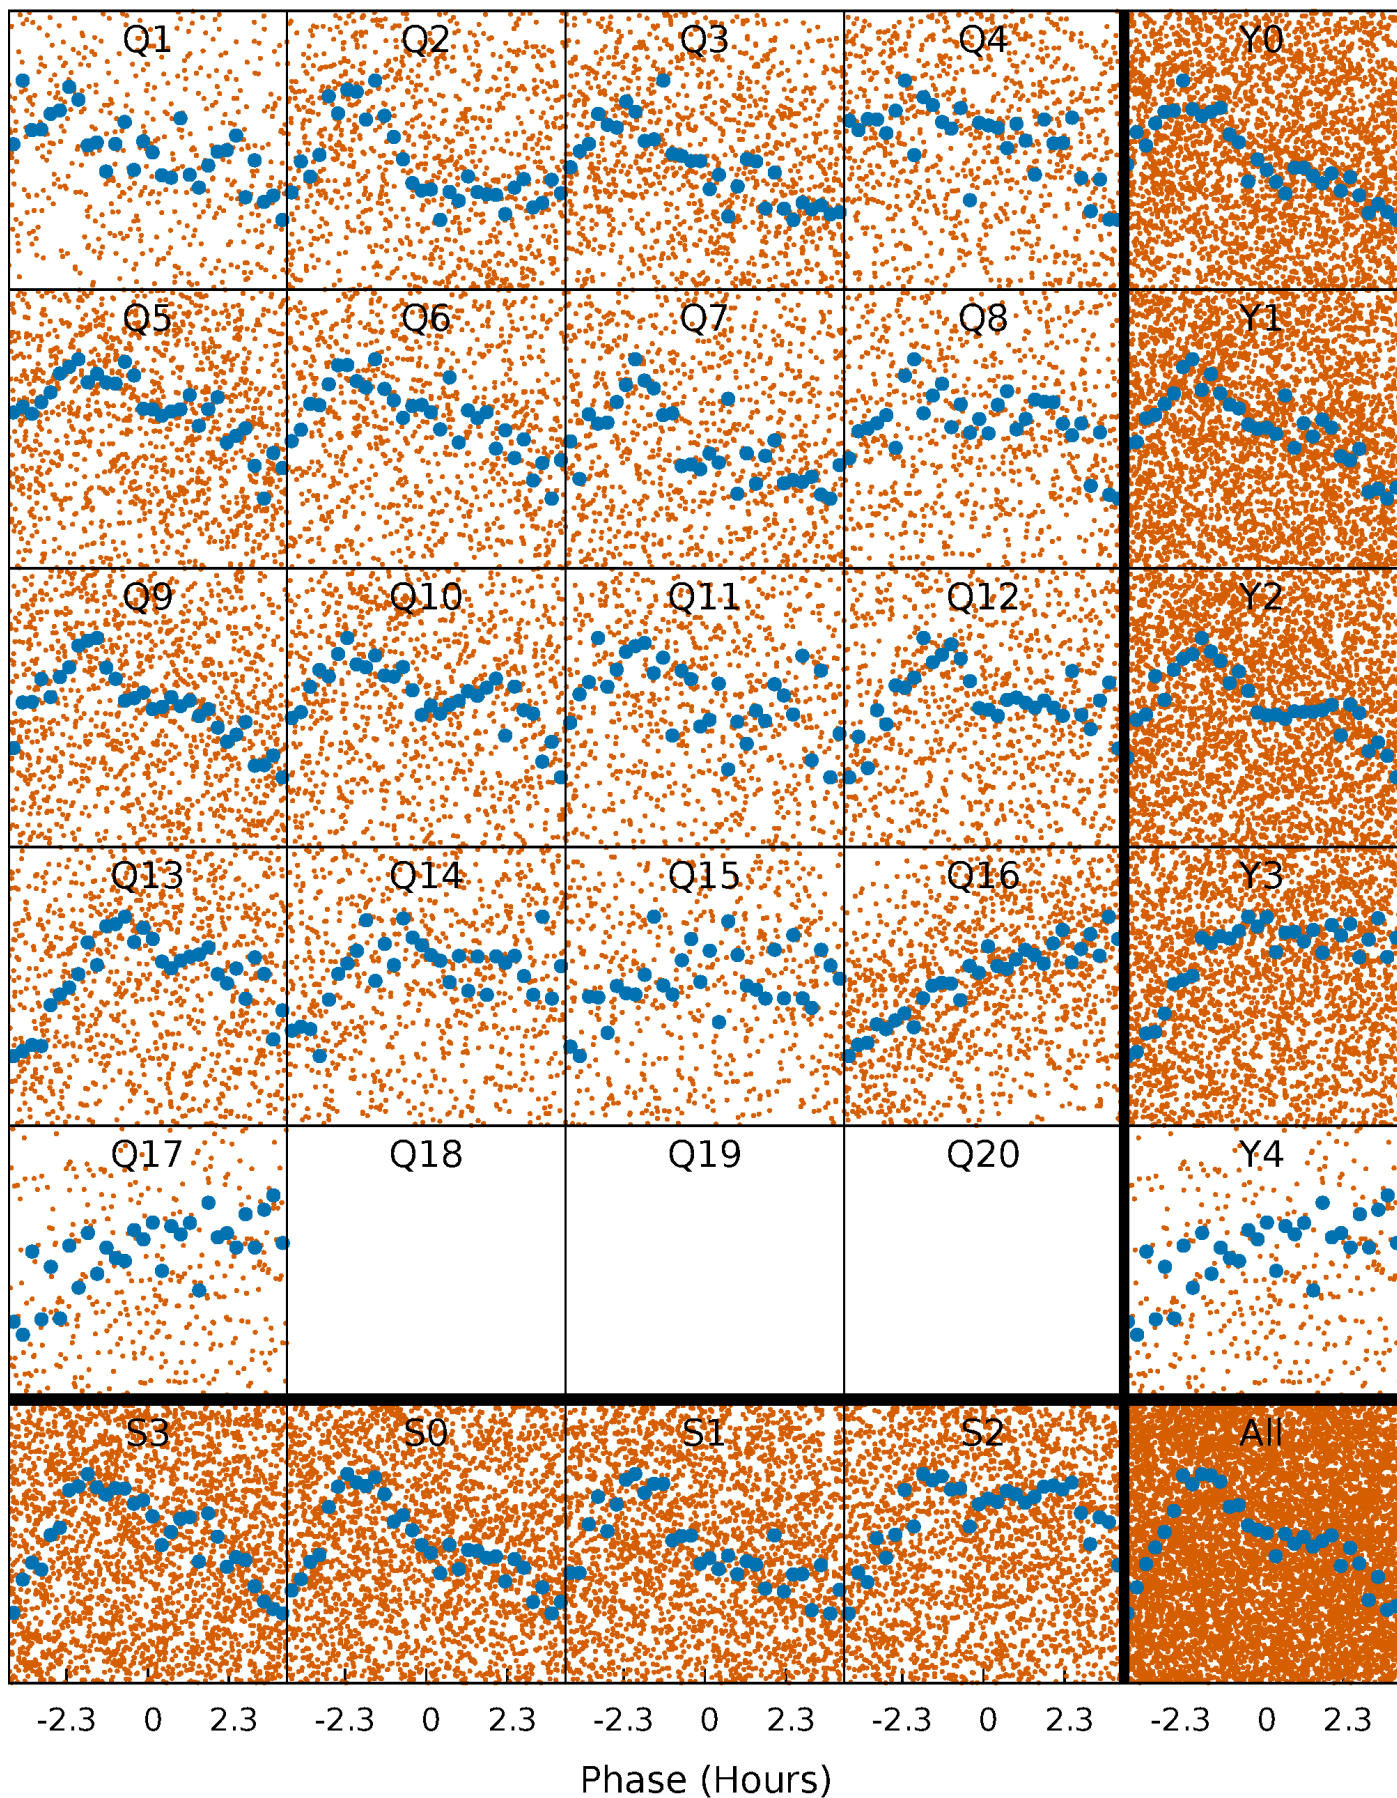 Q1 Q2 Q3 Q4 Y0
Q5 Q6 Q7 Q8 Y1
Q9 Q10 Q11 Q12 Y2
Q13 Q14 Q15 Q16 Y3
Q17 Q18 Q19 Q20 Y4
S3 S0 S1 S2 All
-2.3 0 2.3 -2.3 0 2.3 -2.3 0 2.3 -2.3 0 2.3 -2.3 0 2.3
Phase (Hours)